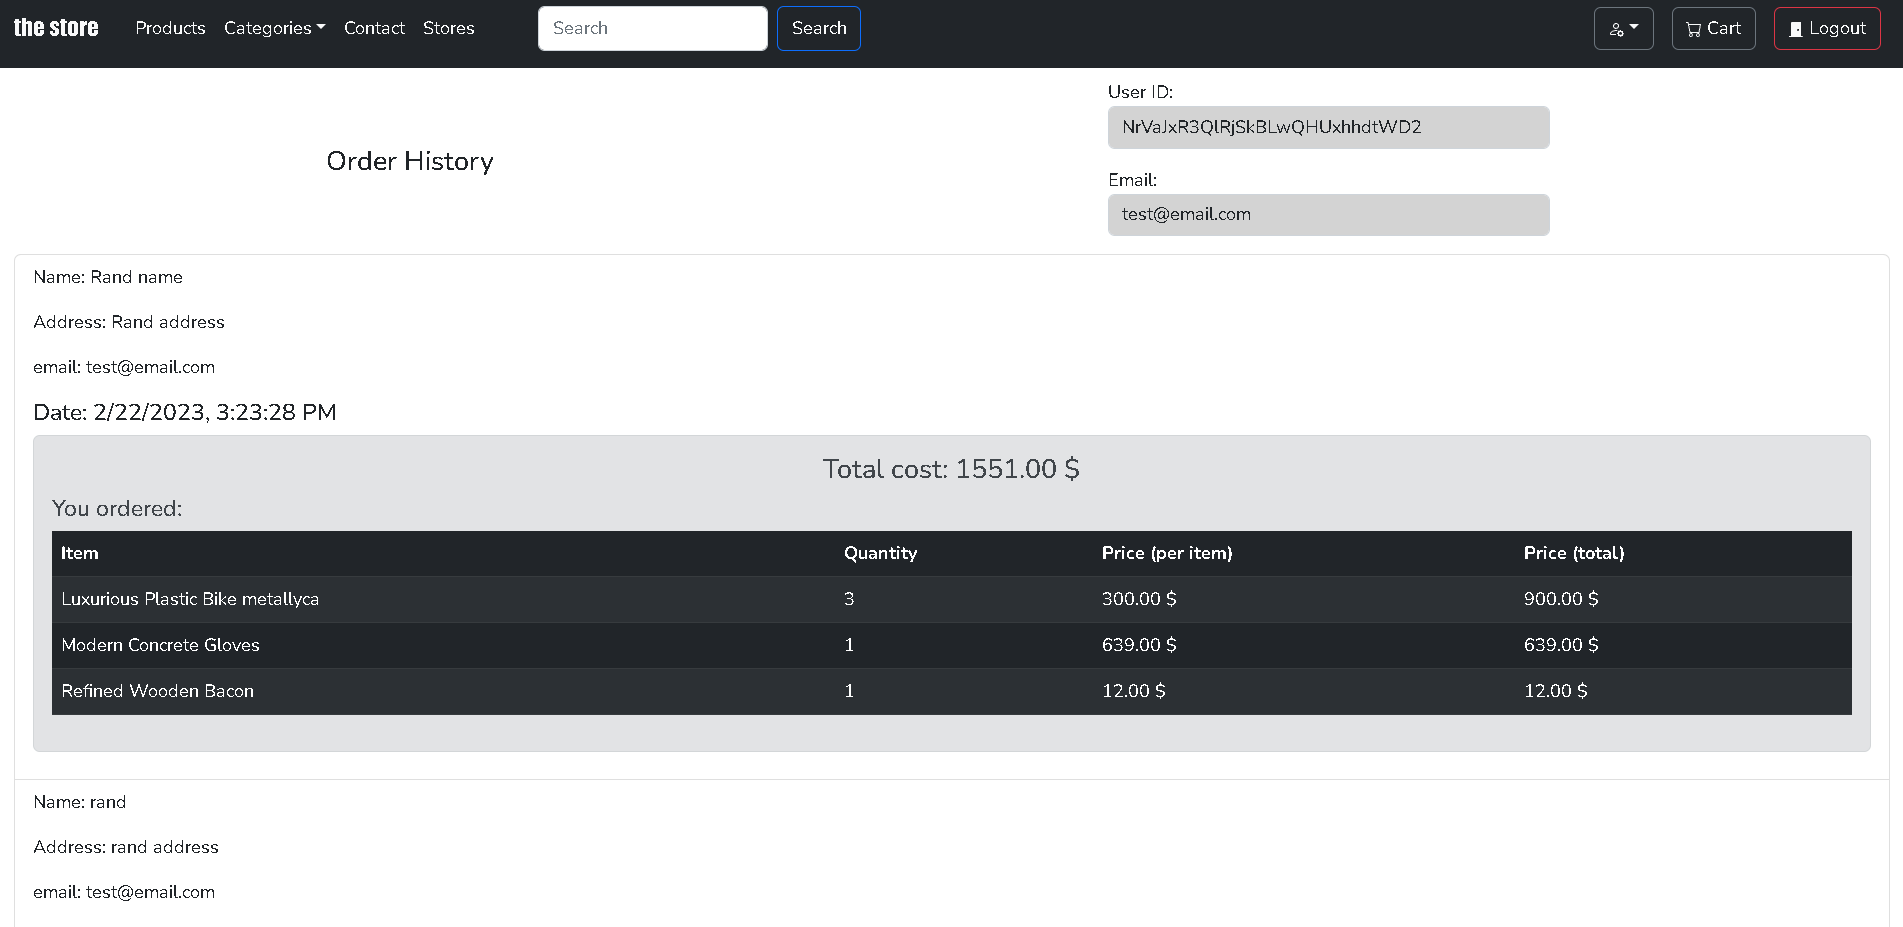 the store Products Categories Contact Stores Search Search Cart Logout
User ID:
NrVaJxR3QlRjSkBLwQHUxhhdtWD2
Order History
Email:
test@email.com
Name: Rand name
Address: Rand address
email: test@email.com
Date: 2/22/2023, 3:23:28 PM
Total cost: 1551.00 $
You ordered:
Item Quantity Price (per item) Price (total)
Luxurious Plastic Bike metallyca 3 300.00 $ 900.00 $
Modern Concrete Gloves 1 639.00 $ 639.00 $
Refined Wooden Bacon 1 12.00 $ 12.00 $
Name: rand
Address: rand address
email: test@email.com